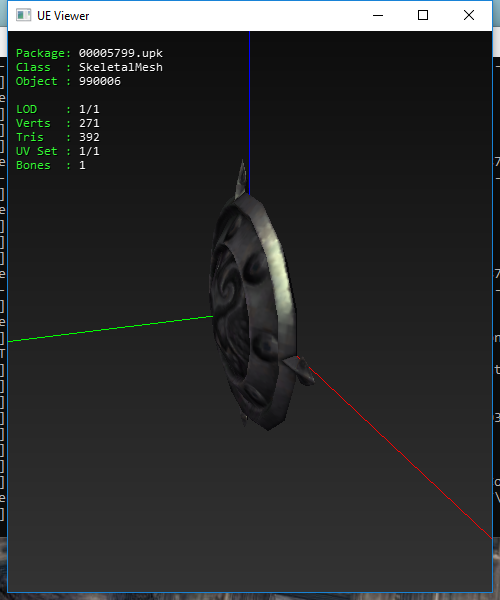 UE Viewer
Package: 00005799.upk
Class : SkeletalMesh
Object : 990006
LOD : 1/1
Verts : 271
Tris : 392
UV Set : 1/1
Bones : 1